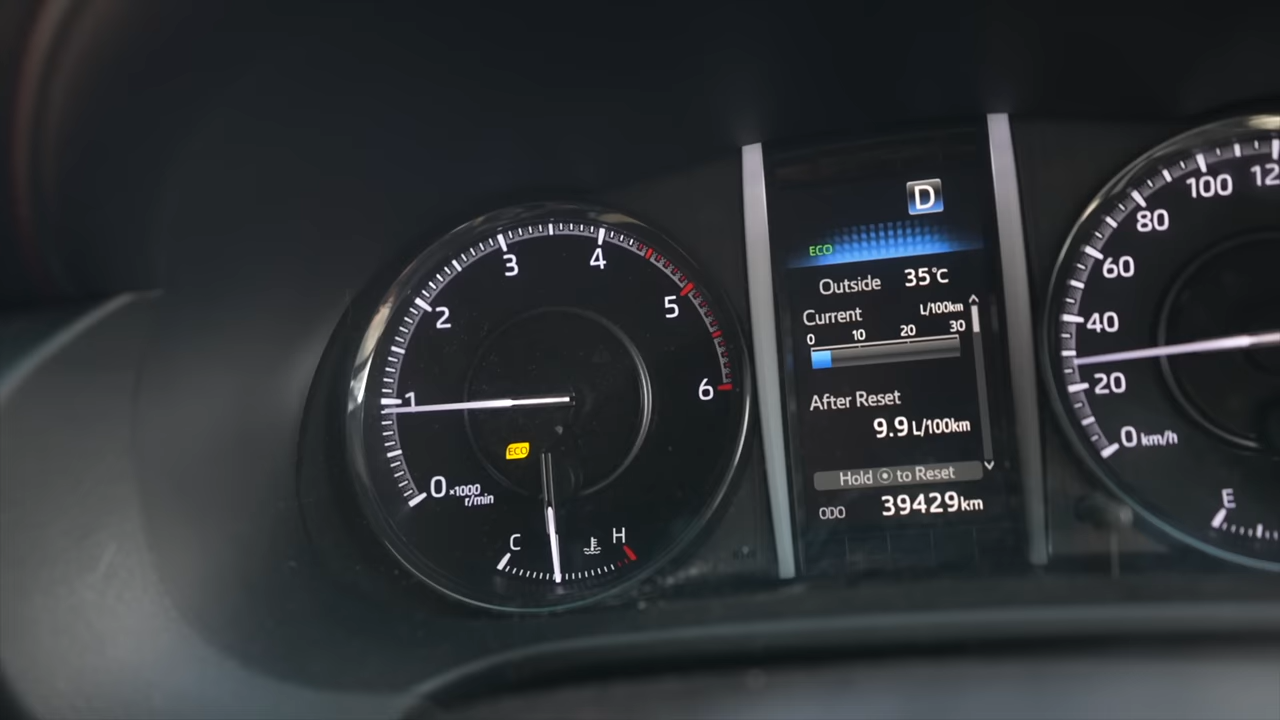 0
1
2
3
4
5
6
×1000
r/min
ECO
C
H
D
ECO
Outside 35°C
Current L/100km
0 10 20 30
After Reset
9.9 L/100km
Hold to Reset
ODO 39429km
0 km/h
20
40
60
80
100
E